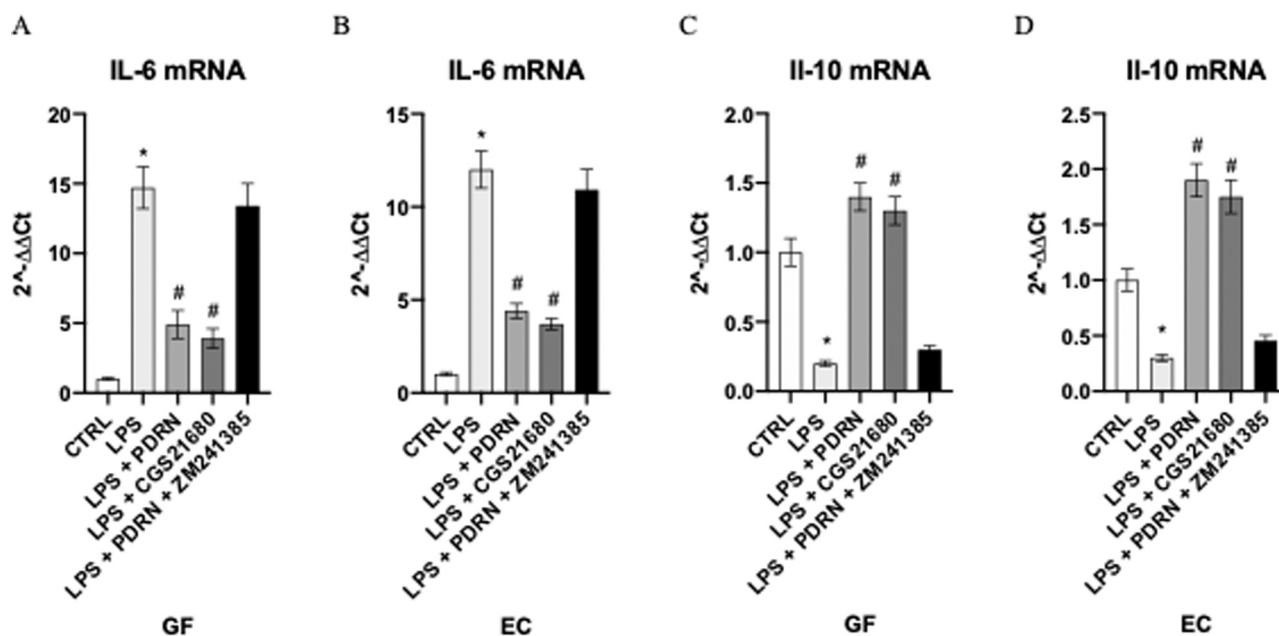 A
IL-6 mRNA
20
15
10
5
0
2^-ΔΔCt
*
#
#
CTRL
LPS
LPS + PDRN
LPS + CGS21680
LPS + PDRN + ZM241385
GF
B
IL-6 mRNA
15
10
5
0
2^-ΔΔCt
*
#
#
CTRL
LPS
LPS + PDRN
LPS + CGS21680
LPS + PDRN + ZM241385
EC
C
Il-10 mRNA
2.0
1.5
1.0
0.5
0.0
2^-ΔΔCt
*
#
#
CTRL
LPS
LPS + PDRN
LPS + CGS21680
LPS + PDRN + ZM241385
GF
D
Il-10 mRNA
2.5
2.0
1.5
1.0
0.5
0.0
2^-ΔΔCt
*
#
#
CTRL
LPS
LPS + PDRN
LPS + CGS21680
LPS + PDRN + ZM241385
EC